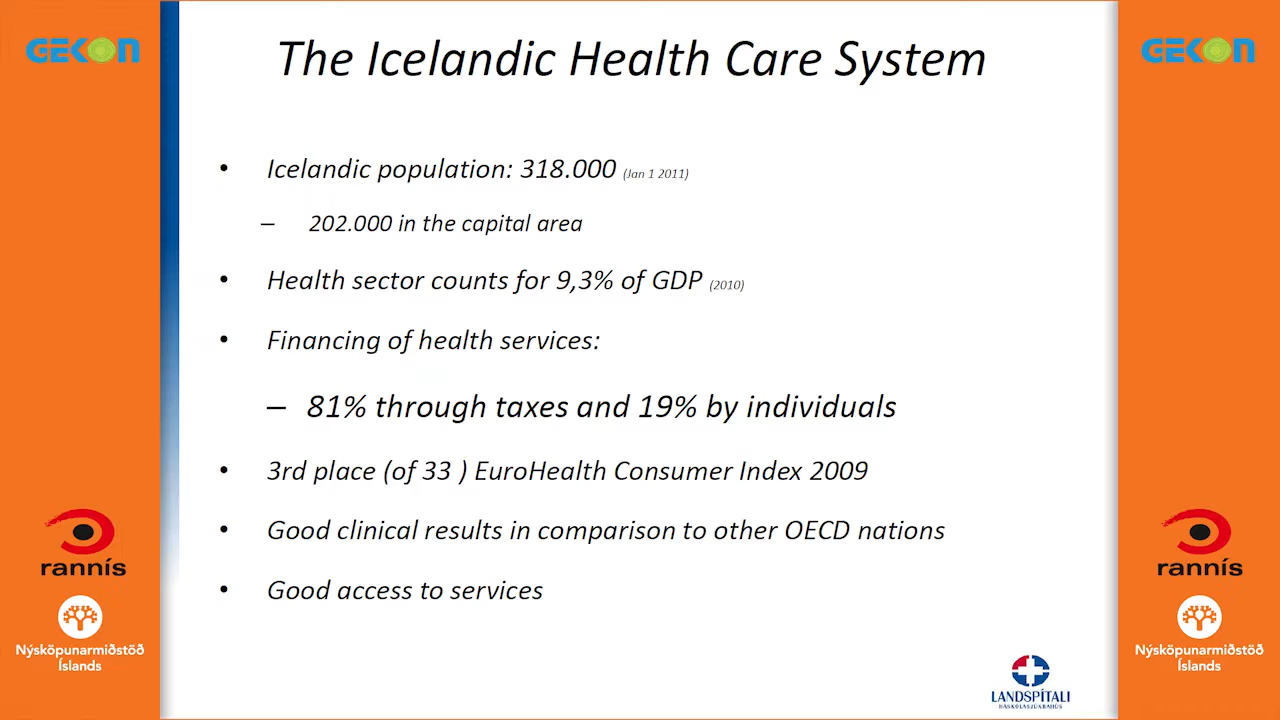 GEKON
The Icelandic Health Care System
GEKON
• Icelandic population: 318.000 (Jan 1 2011)
– 202.000 in the capital area
• Health sector counts for 9,3% of GDP (2010)
• Financing of health services:
– 81% through taxes and 19% by individuals
• 3rd place (of 33 ) EuroHealth Consumer Index 2009
• Good clinical results in comparison to other OECD nations
• Good access to services
rannís
Nýsköpunarmiðstöð
Íslands
LANDSPÍTALI
HÁSKÓLASJÚKRAHÚS
rannís
Nýsköpunarmiðstöð
Íslands